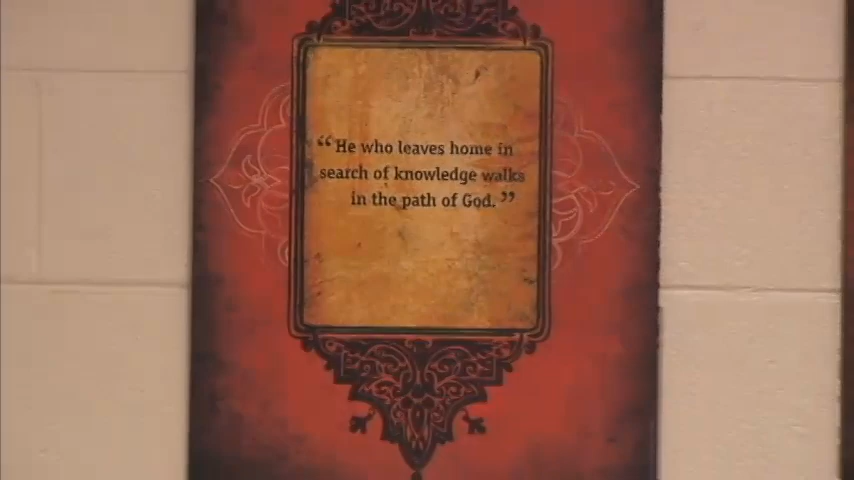 “He who leaves home in
search of knowledge walks
in the path of God.”